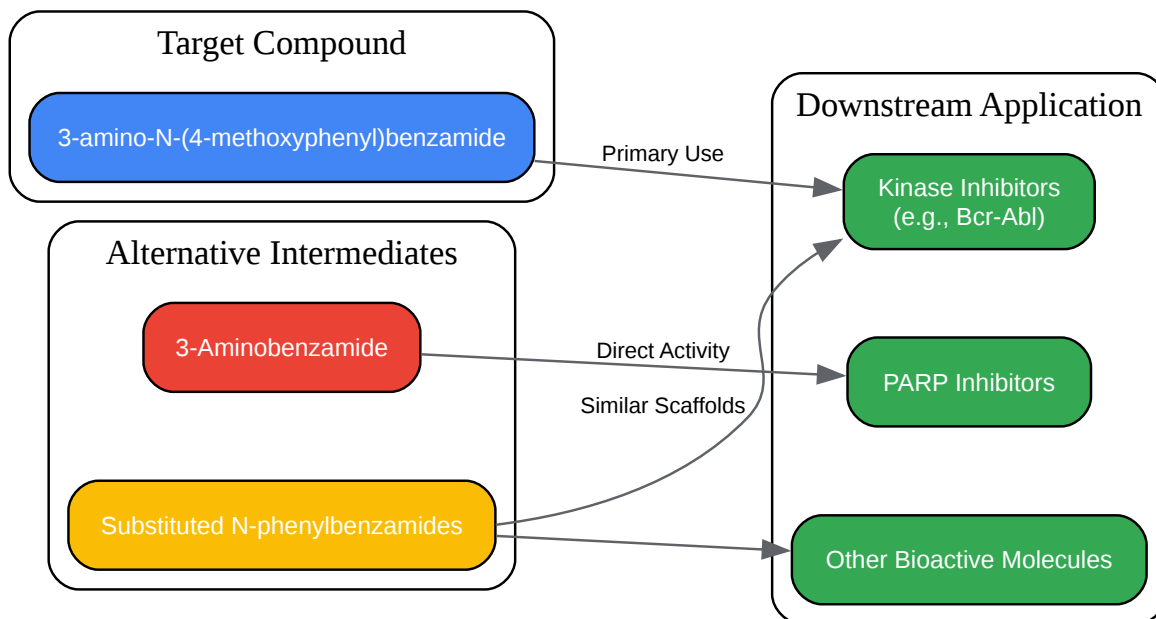 Target Compound
3-amino-N-(4-methoxyphenyl)benzamide
Alternative Intermediates
3-Aminobenzamide
Substituted N-phenylbenzamides
Primary Use
Direct Activity
Similar Scaffolds
Downstream Application
Kinase Inhibitors
(e.g., Bcr-Abl)
PARP Inhibitors
Other Bioactive Molecules